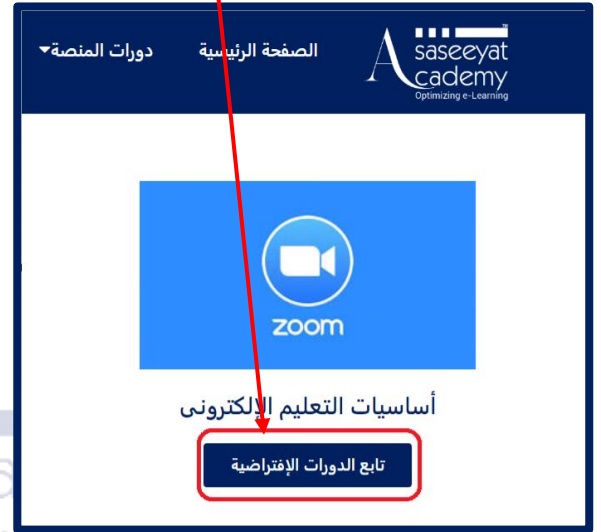 Asaseeyat
Academy
Optimizing e-Learning
الصفحة الرئيسية
دورات المنصة
zoom
أساسيات التعليم الإلكترونى
تابع الدورات الإفتراضية